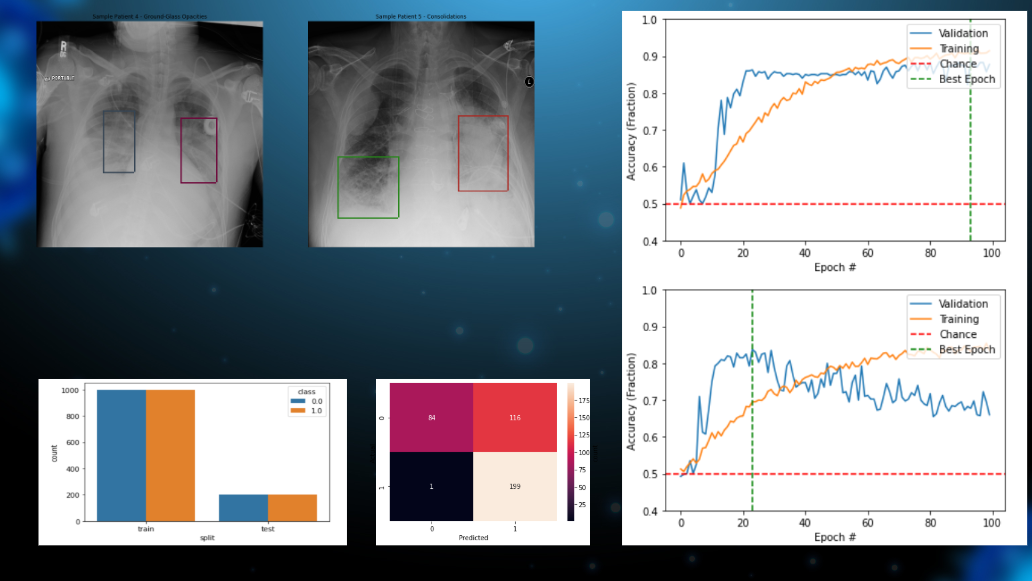 Sample Patient 4 - Ground-Glass Opacities
Sample Patient 5 - Consolidations
R
PORTABLE
L
1.0
0.9
0.8
0.7
0.6
0.5
0.4
Accuracy (Fraction)
Validation
Training
Chance
Best Epoch
0 20 40 60 80 100
Epoch #
1.0
0.9
0.8
0.7
0.6
0.5
0.4
Accuracy (Fraction)
Validation
Training
Chance
Best Epoch
0 20 40 60 80 100
Epoch #
1000
800
600
400
200
0
count
class
0.0
1.0
train test
split
0
1
84 116
1 199
0 1
Predicted
175
150
125
100
75
50
25